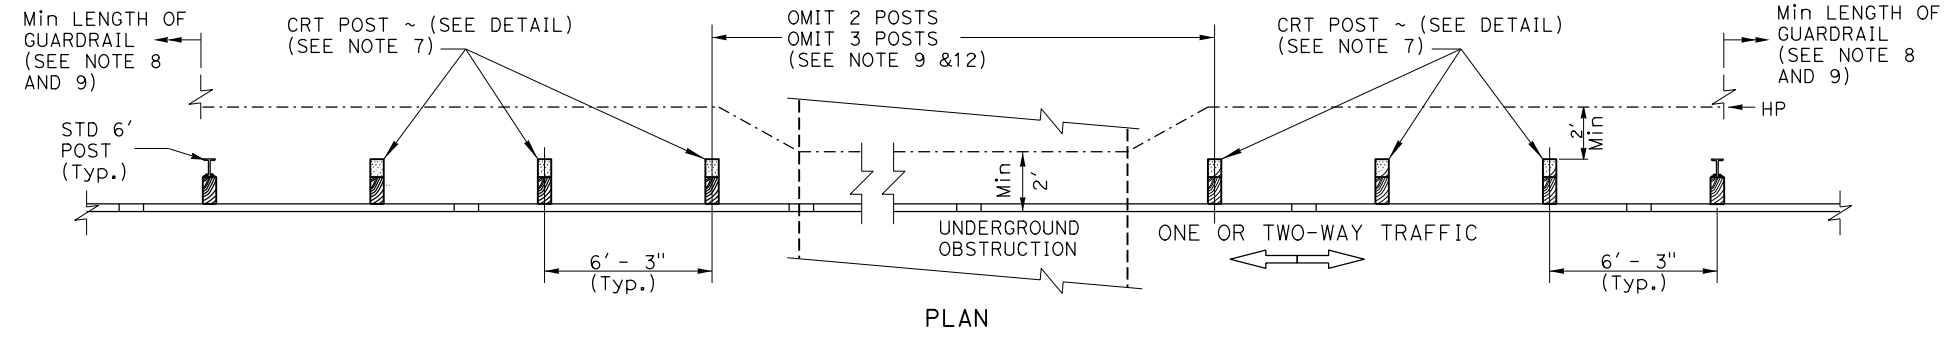 Min LENGTH OF
GUARDRAIL
(SEE NOTE 8
AND 9)
CRT POST ~ (SEE DETAIL)
(SEE NOTE 7)
OMIT 2 POSTS
OMIT 3 POSTS
(SEE NOTE 9 &12)
CRT POST ~ (SEE DETAIL)
(SEE NOTE 7)
Min LENGTH OF
GUARDRAIL
(SEE NOTE 8
AND 9)
HP
STD 6'
POST
(Typ.)
2'
Min
Min
2'
UNDERGROUND
OBSTRUCTION
ONE OR TWO-WAY TRAFFIC
6' - 3"
(Typ.)
6' - 3"
(Typ.)
PLAN